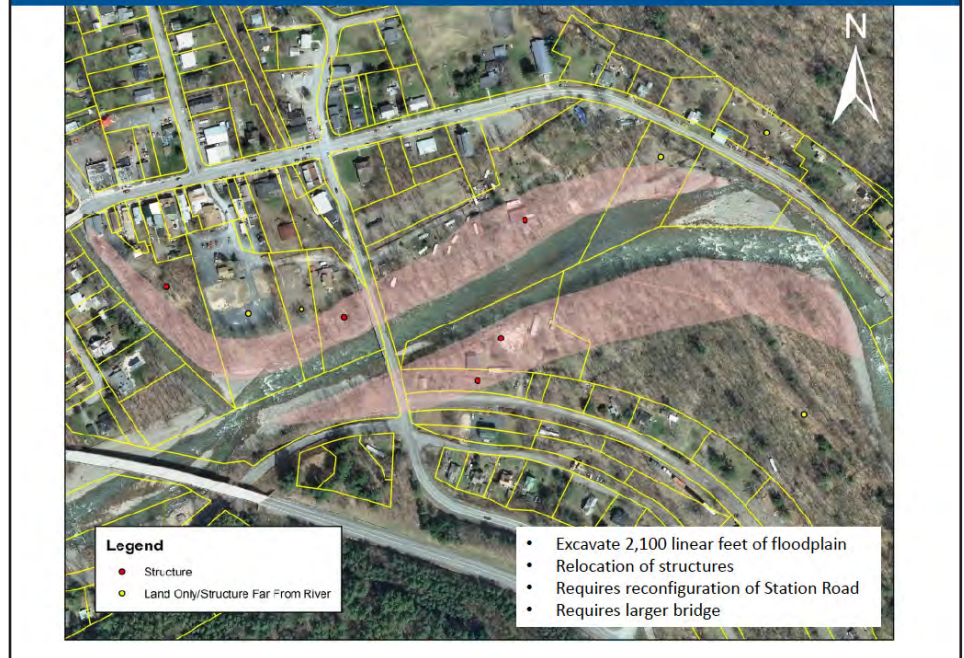 N
Legend
Structure
Land Only/Structure Far From River
• Excavate 2,100 linear feet of floodplain
• Relocation of structures
• Requires reconfiguration of Station Road
• Requires larger bridge